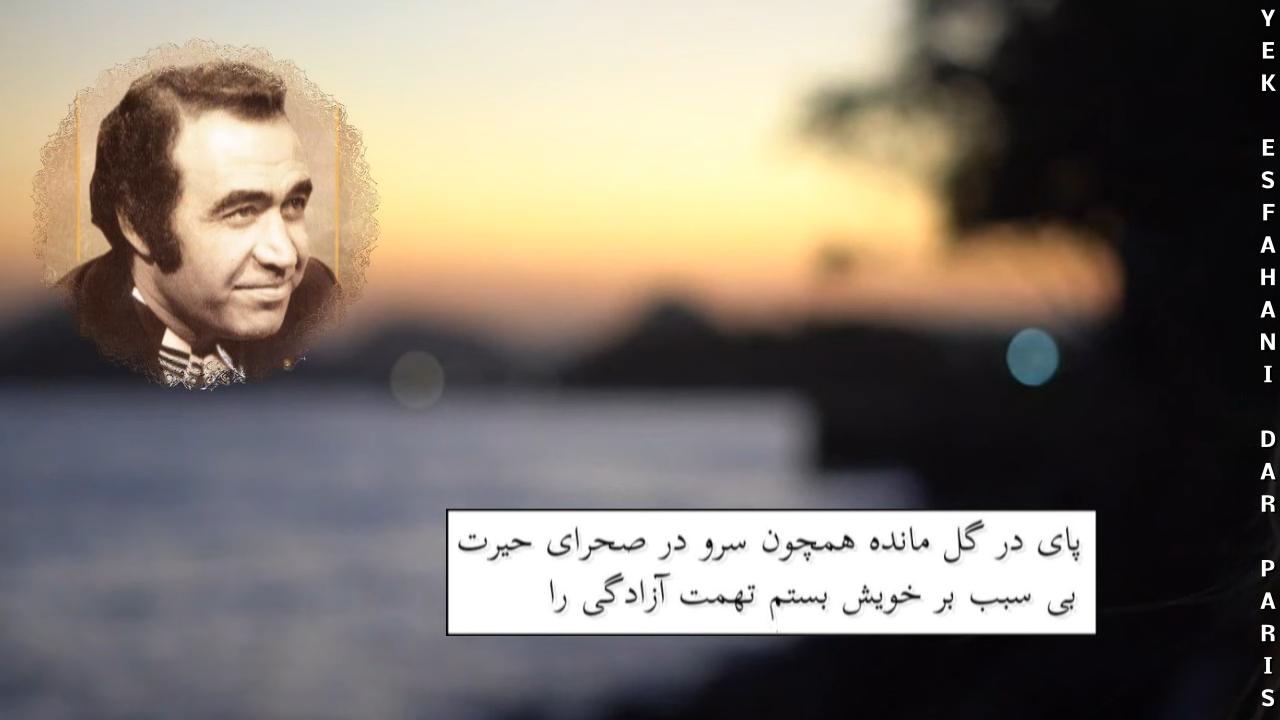 پای در گل مانده همچون سرو در صحرای حیرت
بی سبب بر خویش بستم تهمت آزادگی را
YEK ESFAHANI DAR PARIS